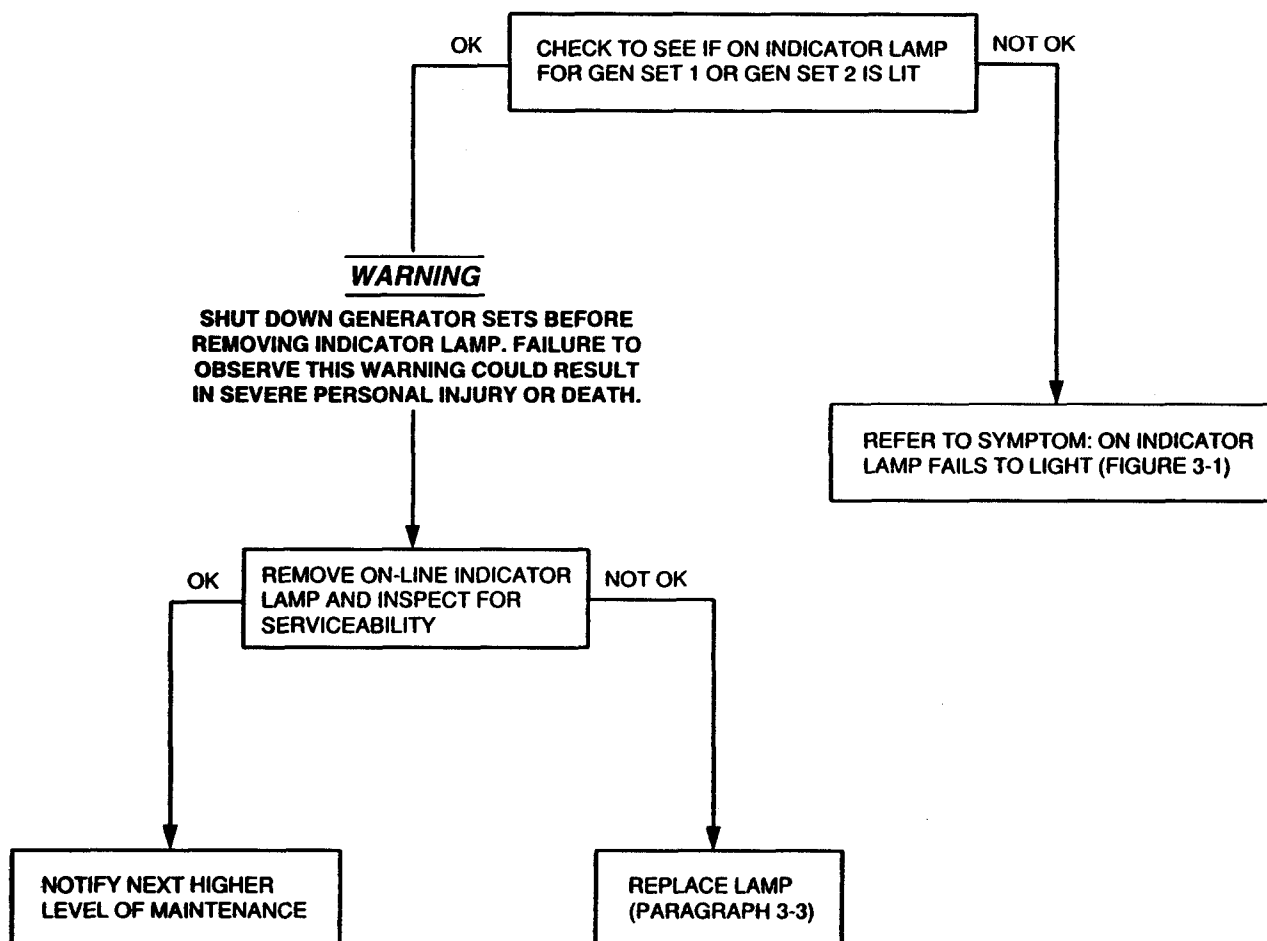 OK
CHECK TO SEE IF ON INDICATOR LAMP
FOR GEN SET 1 OR GEN SET 2 IS LIT
NOT OK
WARNING
SHUT DOWN GENERATOR SETS BEFORE
REMOVING INDICATOR LAMP. FAILURE TO
OBSERVE THIS WARNING COULD RESULT
IN SEVERE PERSONAL INJURY OR DEATH.
REFER TO SYMPTOM: ON INDICATOR
LAMP FAILS TO LIGHT (FIGURE 3-1)
OK
REMOVE ON-LINE INDICATOR
LAMP AND INSPECT FOR
SERVICEABILITY
NOT OK
NOTIFY NEXT HIGHER
LEVEL OF MAINTENANCE
REPLACE LAMP
(PARAGRAPH 3-3)